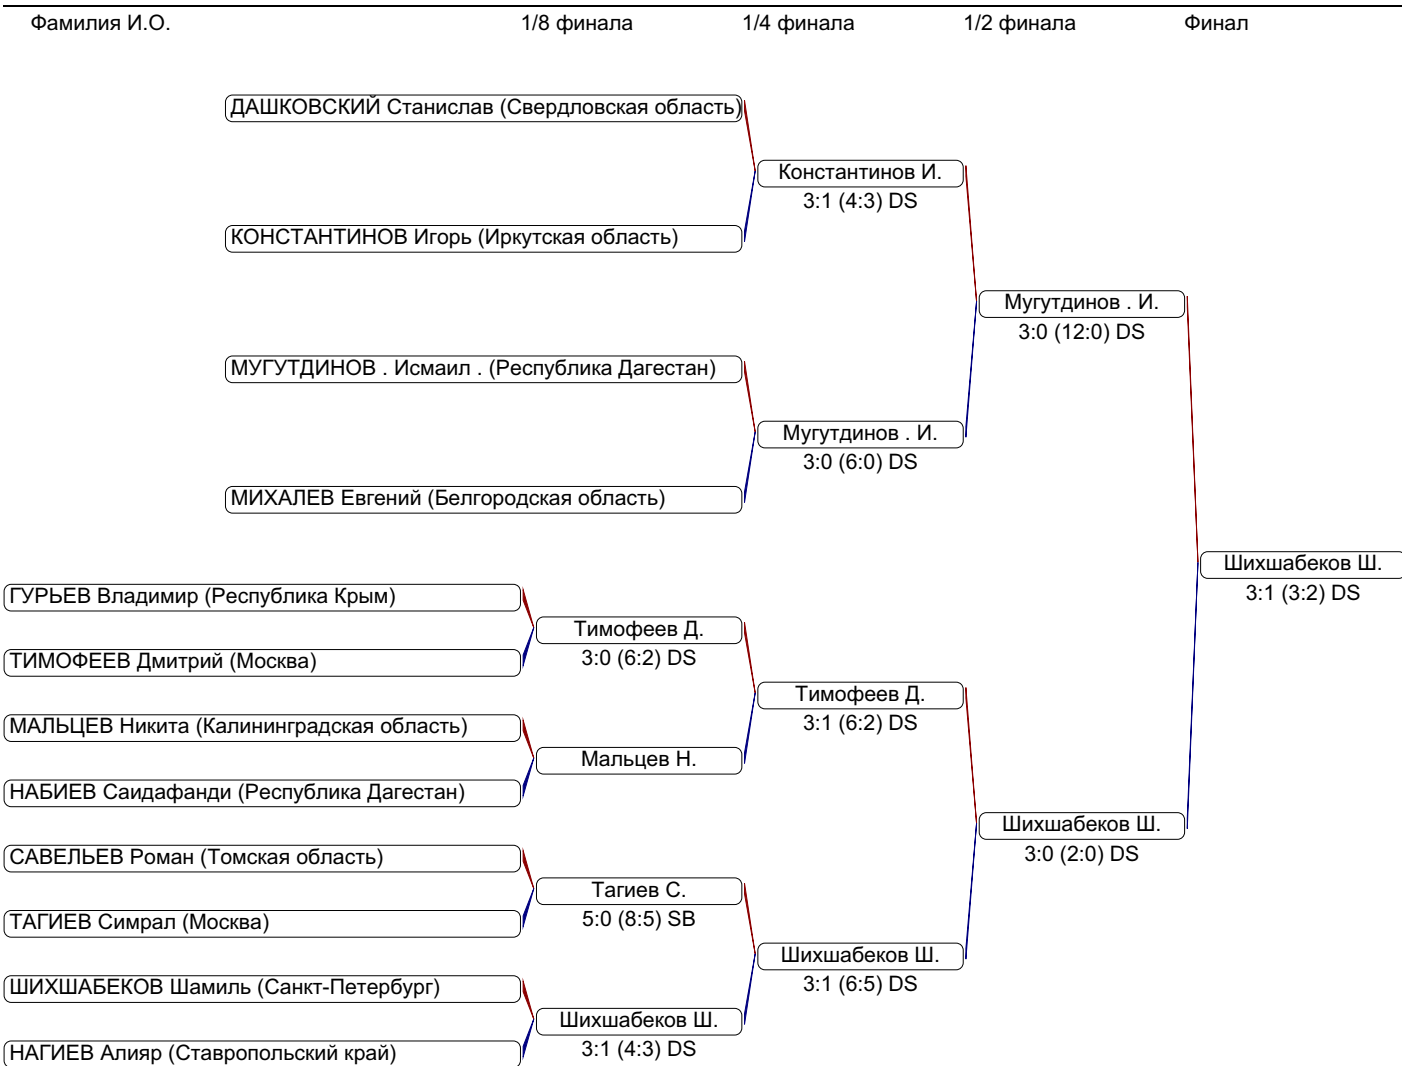 Фамилия И.О. 1/8 финала 1/4 финала 1/2 финала Финал
ДАШКОВСКИЙ Станислав (Свердловская область)
Константинов И.
3:1 (4:3) DS
КОНСТАНТИНОВ Игорь (Иркутская область)
Мугутдинов . И.
3:0 (12:0) DS
МУГУТДИНОВ . Исмаил . (Республика Дагестан)
Мугутдинов . И.
3:0 (6:0) DS
МИХАЛЕВ Евгений (Белгородская область)
Шихшабеков Ш.
3:1 (3:2) DS
ГУРЬЕВ Владимир (Республика Крым)
Тимофеев Д.
3:0 (6:2) DS
ТИМОФЕЕВ Дмитрий (Москва)
Тимофеев Д.
3:1 (6:2) DS
МАЛЬЦЕВ Никита (Калининградская область)
Мальцев Н.
НАБИЕВ Саидафанди (Республика Дагестан)
Шихшабеков Ш.
3:0 (2:0) DS
САВЕЛЬЕВ Роман (Томская область)
Тагиев С.
5:0 (8:5) SB
ТАГИЕВ Симрал (Москва)
Шихшабеков Ш.
3:1 (6:5) DS
ШИХШАБЕКОВ Шамиль (Санкт-Петербург)
Шихшабеков Ш.
3:1 (4:3) DS
НАГИЕВ Алияр (Ставропольский край)